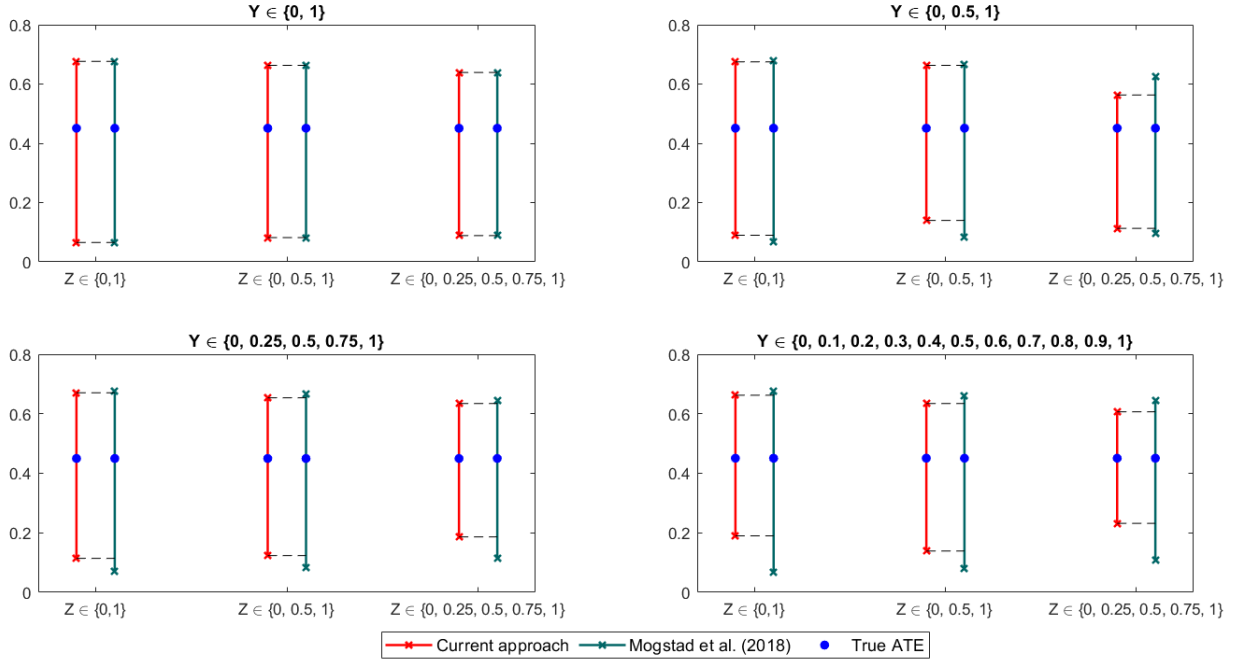 Y ∈ {0, 1}
0.8
0.6
0.4
0.2
0
Z ∈ {0,1}
Z ∈ {0, 0.5, 1}
Z ∈ {0, 0.25, 0.5, 0.75, 1}
Y ∈ {0, 0.5, 1}
0.8
0.6
0.4
0.2
0
Z ∈ {0,1}
Z ∈ {0, 0.5, 1}
Z ∈ {0, 0.25, 0.5, 0.75, 1}
Y ∈ {0, 0.25, 0.5, 0.75, 1}
0.8
0.6
0.4
0.2
0
Z ∈ {0,1}
Z ∈ {0, 0.5, 1}
Z ∈ {0, 0.25, 0.5, 0.75, 1}
Y ∈ {0, 0.1, 0.2, 0.3, 0.4, 0.5, 0.6, 0.7, 0.8, 0.9, 1}
0.8
0.6
0.4
0.2
0
Z ∈ {0,1}
Z ∈ {0, 0.5, 1}
Z ∈ {0, 0.25, 0.5, 0.75, 1}
Current approach
Mogstad et al. (2018)
True ATE